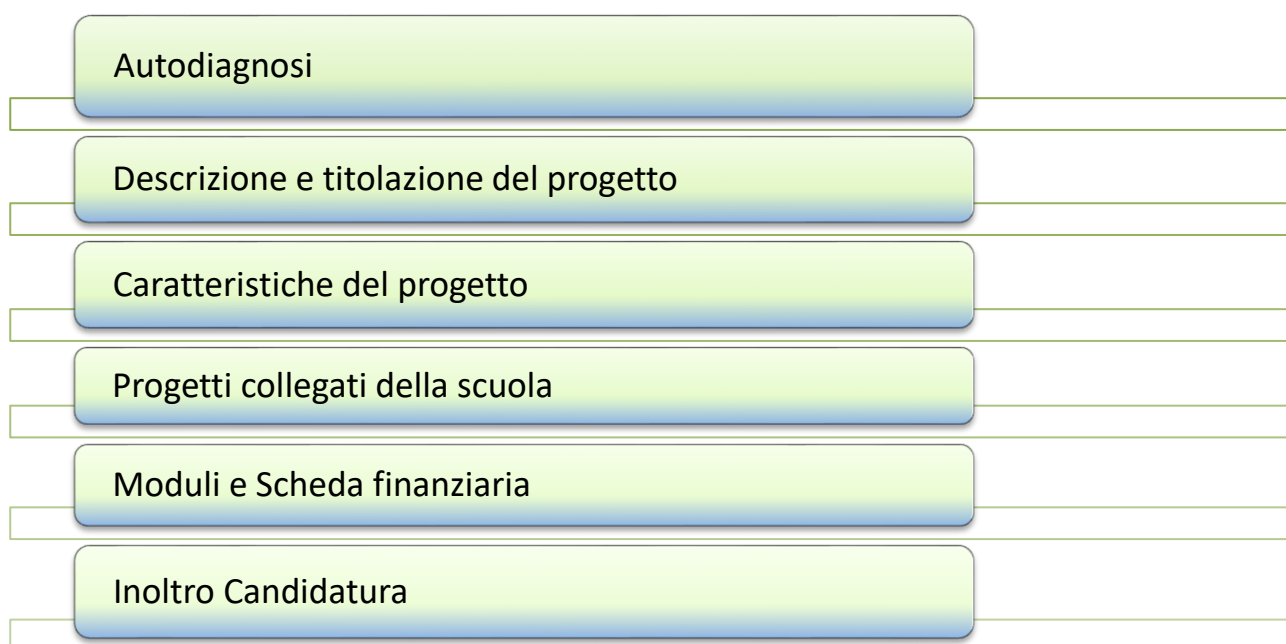 Autodiagnosi
Descrizione e titolazione del progetto
Caratteristiche del progetto
Progetti collegati della scuola
Moduli e Scheda finanziaria
Inoltro Candidatura